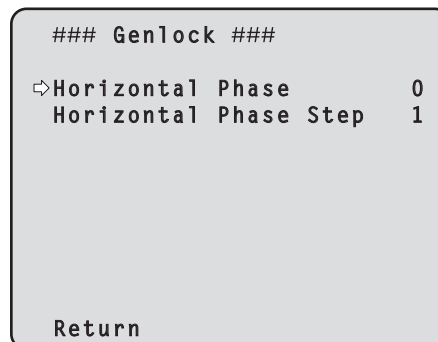 ### Genlock ###
⇨Horizontal Phase 0
Horizontal Phase Step 1
Return